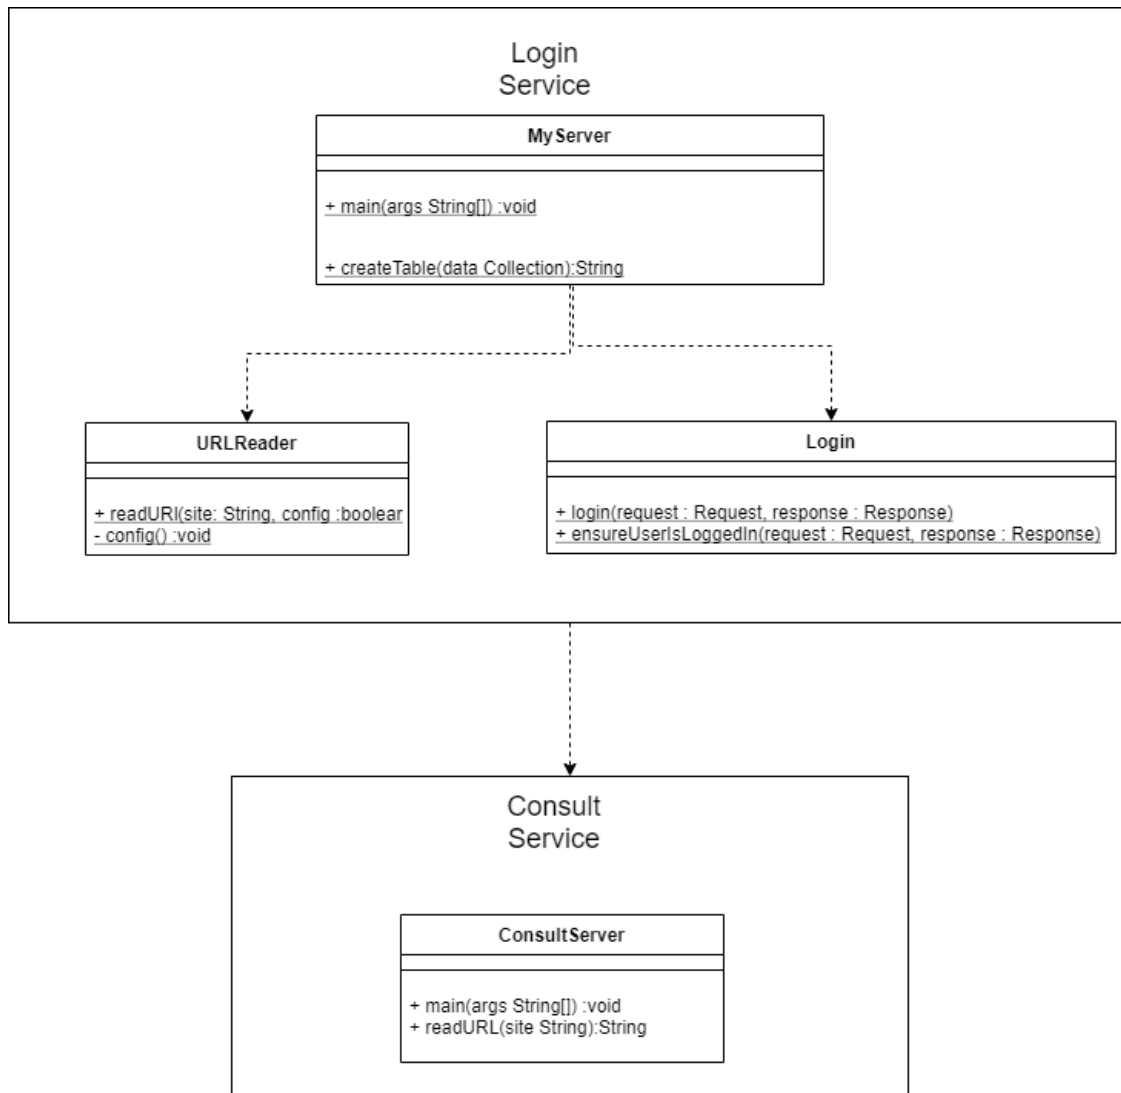 Login
Service
MyServer
+ main(args String[]) :void
+ createTable(data Collection):String
URLReader
+ readURl(site: String, config :boolear
- config() :void
Login
+ login(request : Request, response : Response)
+ ensureUserIsLoggedIn(request : Request, response : Response)
Consult
Service
ConsultServer
+ main(args String[]) :void
+ readURL(site String):String